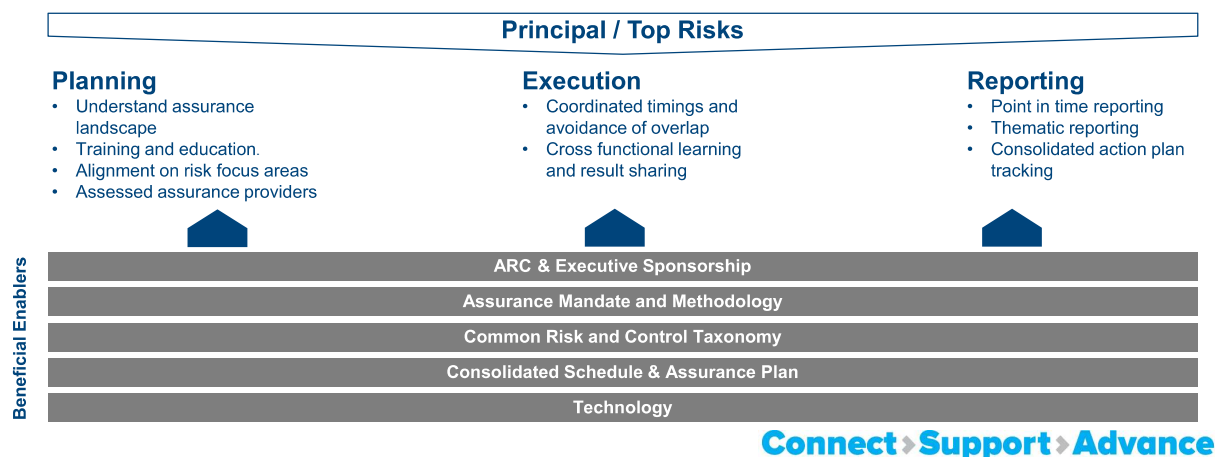 Principal / Top Risks
Planning
• Understand assurance
landscape
• Training and education.
• Alignment on risk focus areas
• Assessed assurance providers
Execution
• Coordinated timings and
avoidance of overlap
• Cross functional learning
and result sharing
Reporting
• Point in time reporting
• Thematic reporting
• Consolidated action plan
tracking
Beneficial Enablers
ARC & Executive Sponsorship
Assurance Mandate and Methodology
Common Risk and Control Taxonomy
Consolidated Schedule & Assurance Plan
Technology
Connect›Support›Advance